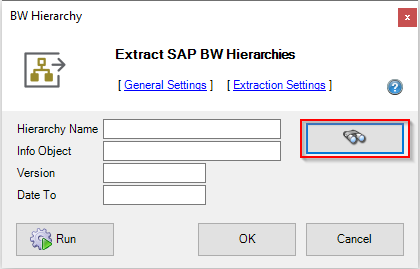 BW Hierarchy
x
Extract SAP BW Hierarchies
[ General Settings ] [ Extraction Settings ]
?
Hierarchy Name
Info Object
Version
Date To
Run
OK
Cancel